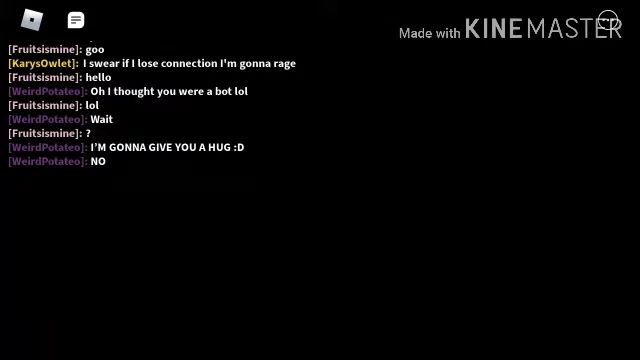 Made with KINEMASTER
[Fruitsismine]: goo
[KarysOwlet]: I swear if I lose connection I'm gonna rage
[Fruitsismine]: hello
[WeirdPotateo]: Oh I thought you were a bot lol
[Fruitsismine]: lol
[WeirdPotateo]: Wait
[Fruitsismine]: ?
[WeirdPotateo]: I'M GONNA GIVE YOU A HUG :D
[WeirdPotateo]: NO